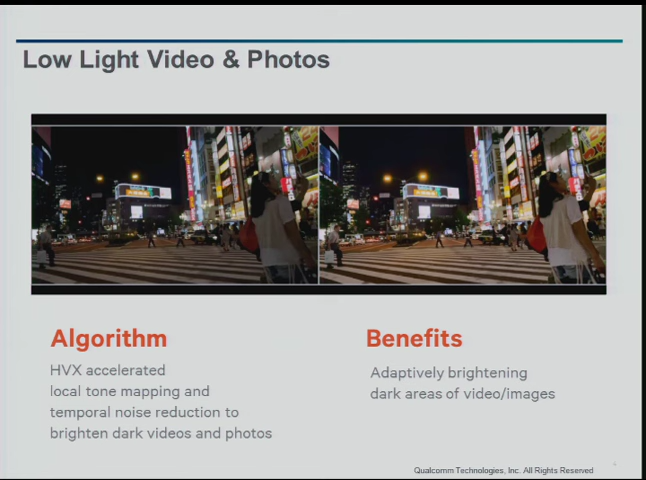 Low Light Video & Photos
Algorithm
HVX accelerated
local tone mapping and
temporal noise reduction to
brighten dark videos and photos
Benefits
Adaptively brightening
dark areas of video/images
Qualcomm Technologies, Inc. All Rights Reserved